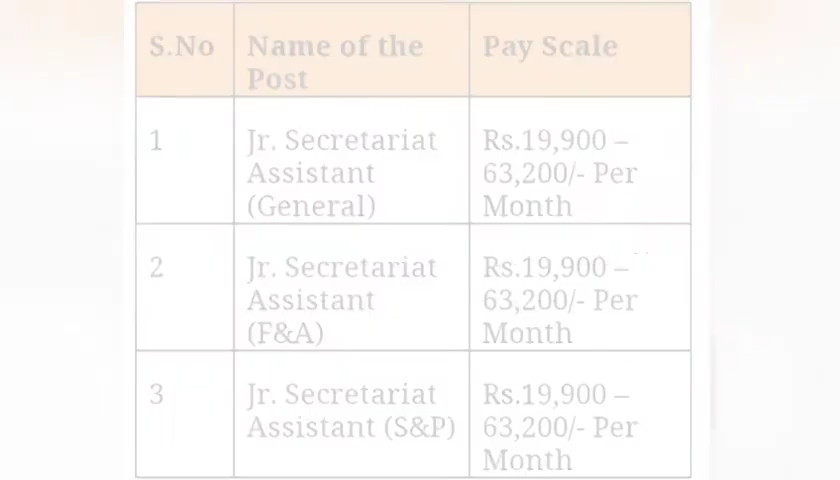 S.No
Name of the
Post
Pay Scale
1
Jr. Secretariat
Assistant
(General)
Rs.19,900 –
63,200/- Per
Month
2
Jr. Secretariat
Assistant
(F&A)
Rs.19,900 –
63,200/- Per
Month
3
Jr. Secretariat
Assistant (S&P)
Rs.19,900 –
63,200/- Per
Month